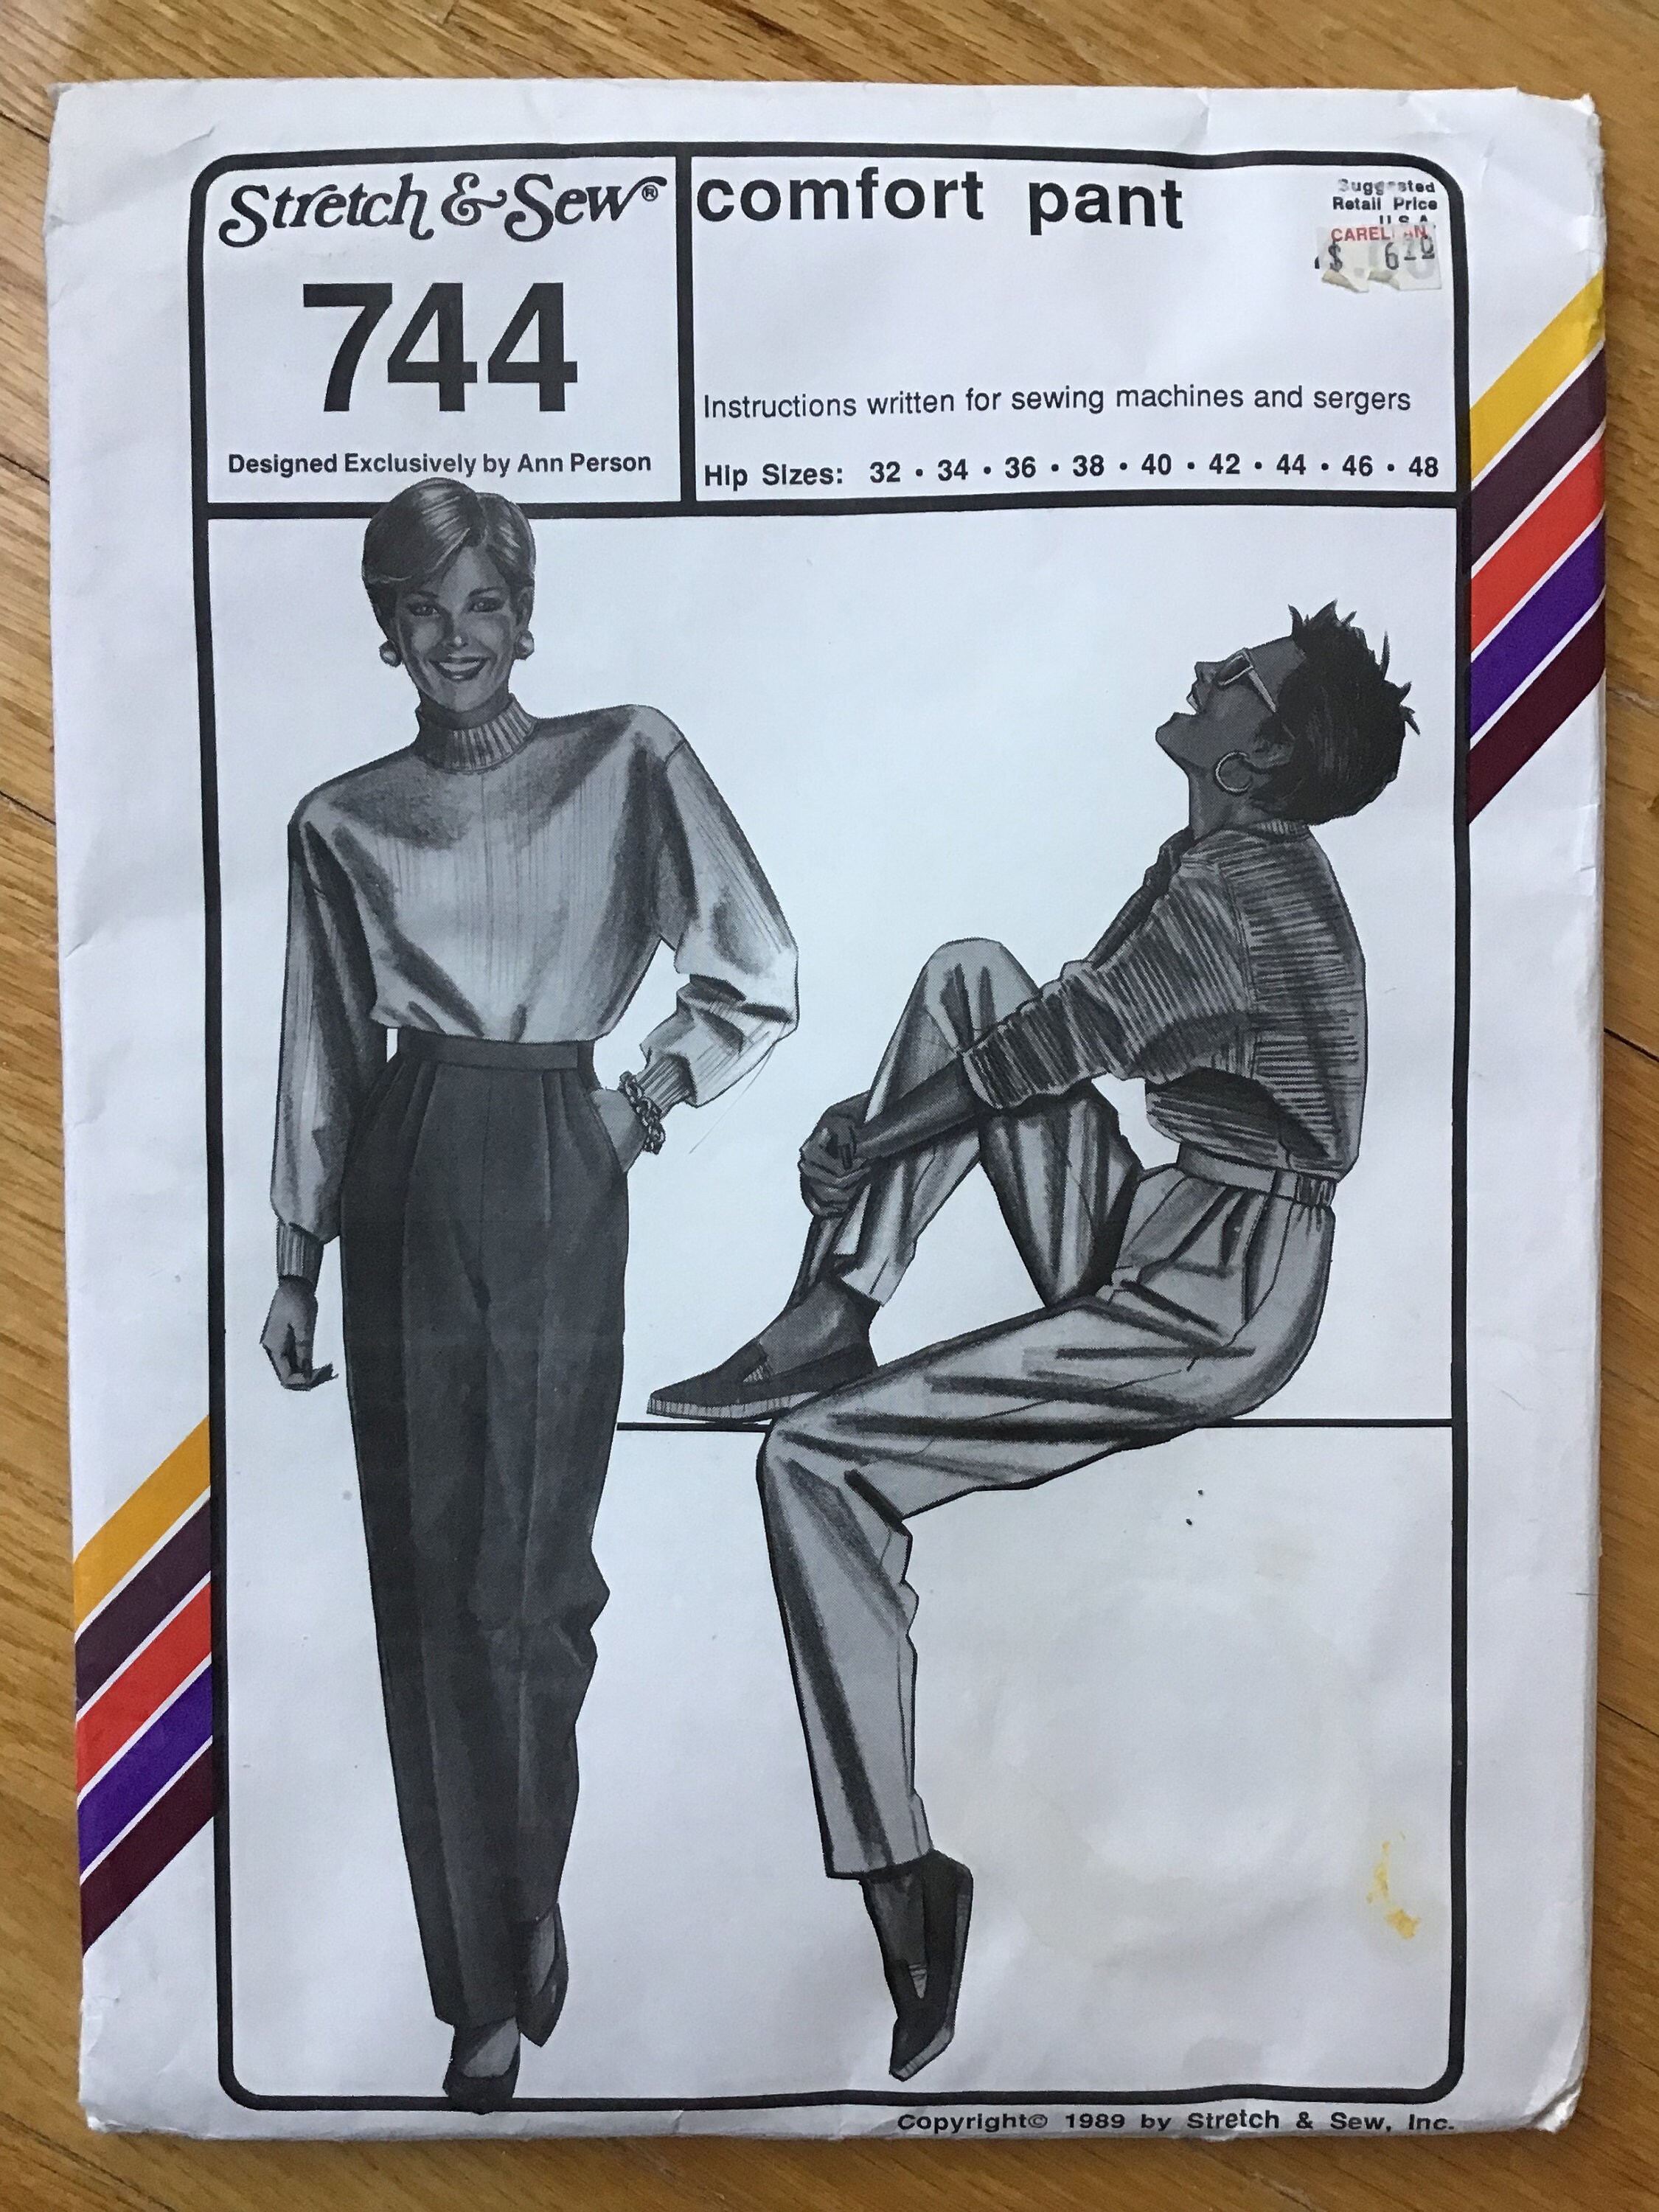 Stretch & Sew®
744
Designed Exclusively by Ann Person
comfort pant
Suggested
Retail Price
U S A
$ 6
Instructions written for sewing machines and sergers
Hip Sizes: 32 • 34 • 36 • 38 • 40 • 42 • 44 • 46 • 48
Copyright© 1989 by Stretch & Sew, Inc.